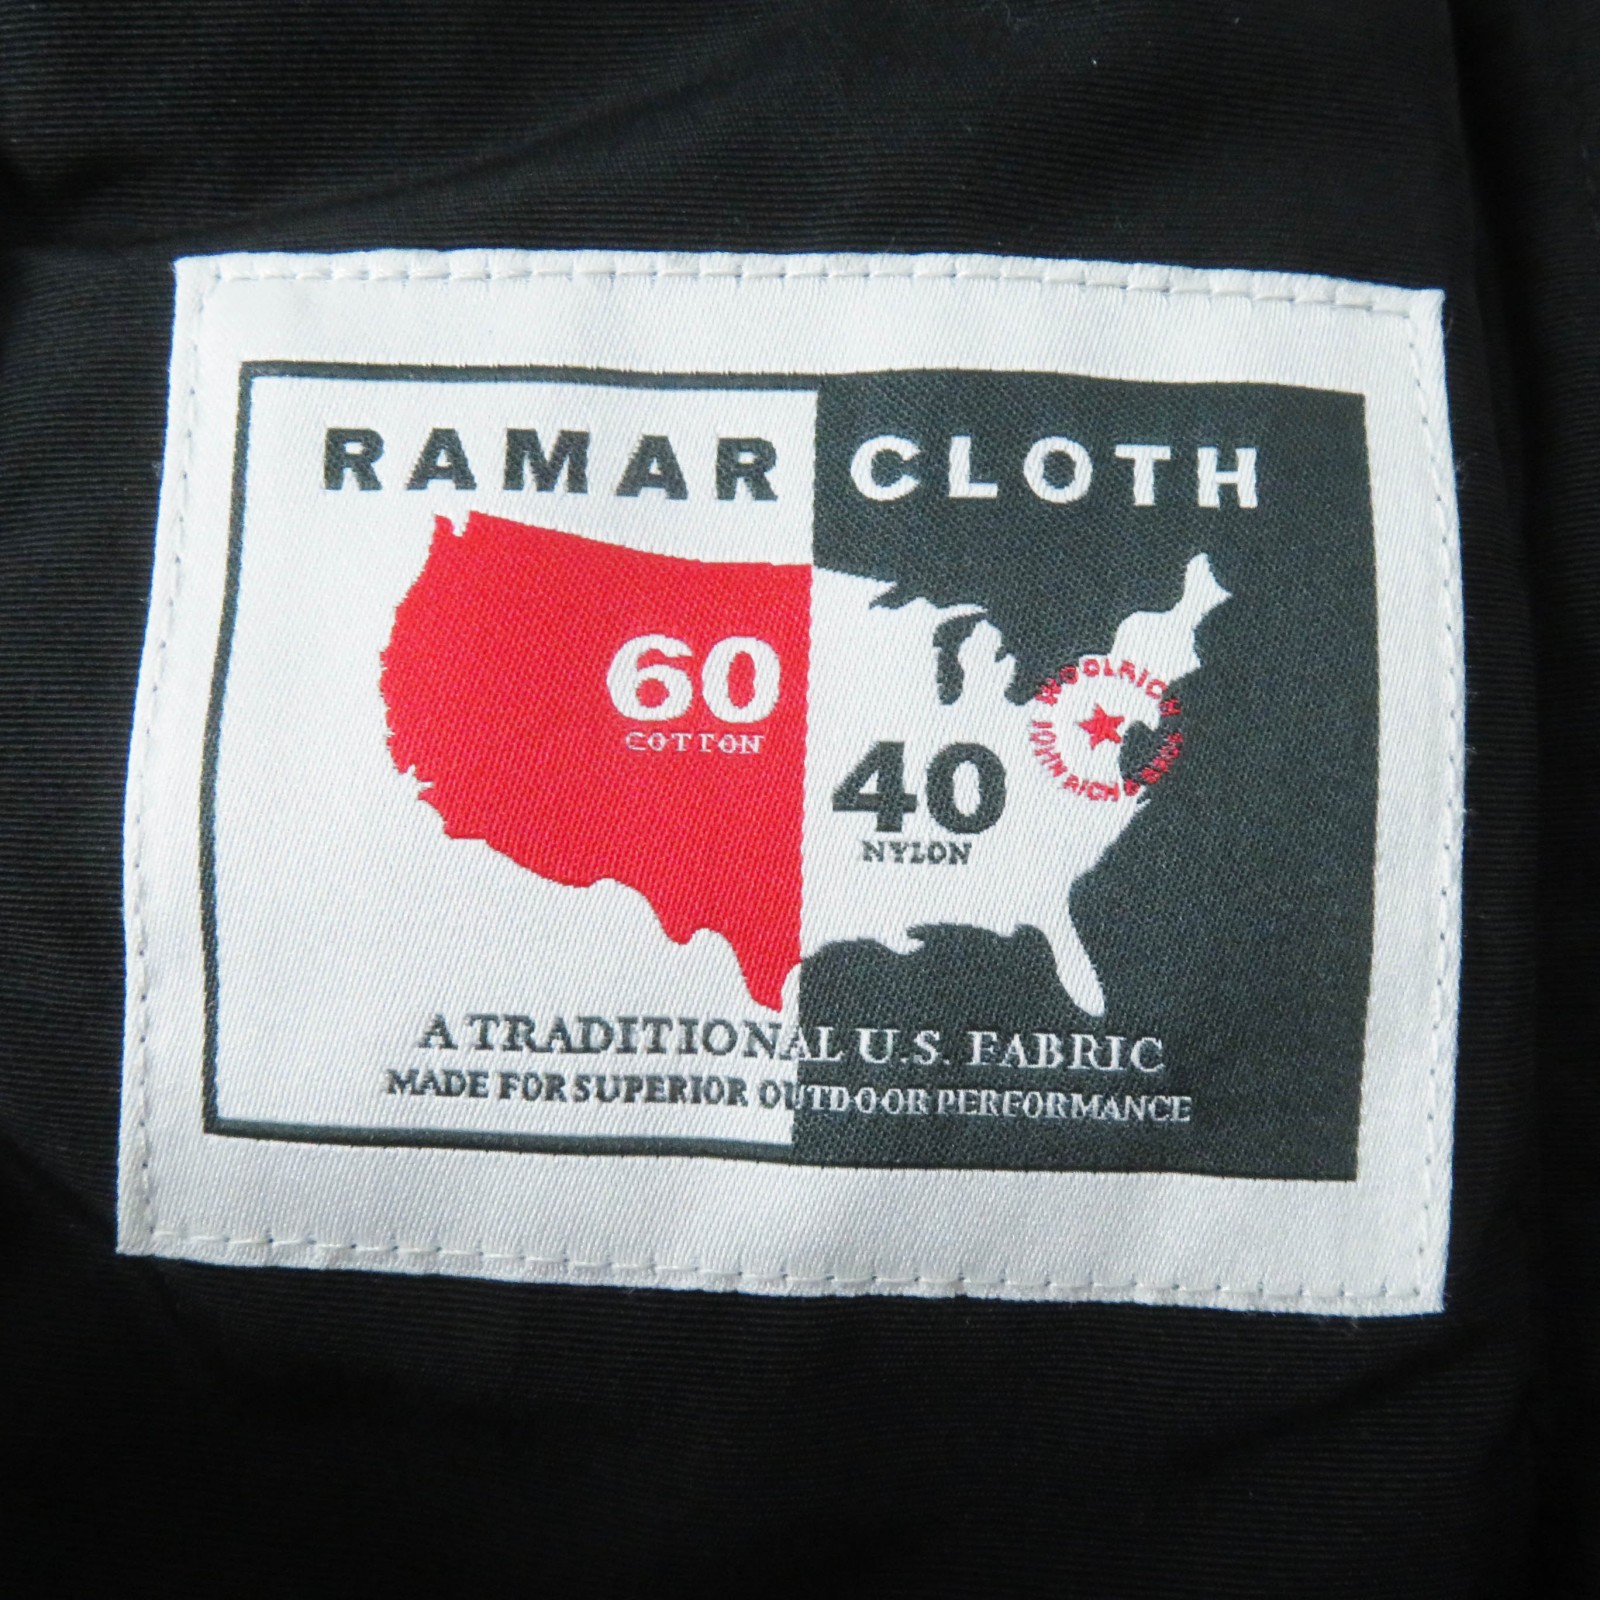 RAMAR CLOTH
60
COTTON
40
NYLON
WOOLRICH
JOHN RICH & BROS
A TRADITIONAL U.S. FABRIC
MADE FOR SUPERIOR OUTDOOR PERFORMANCE